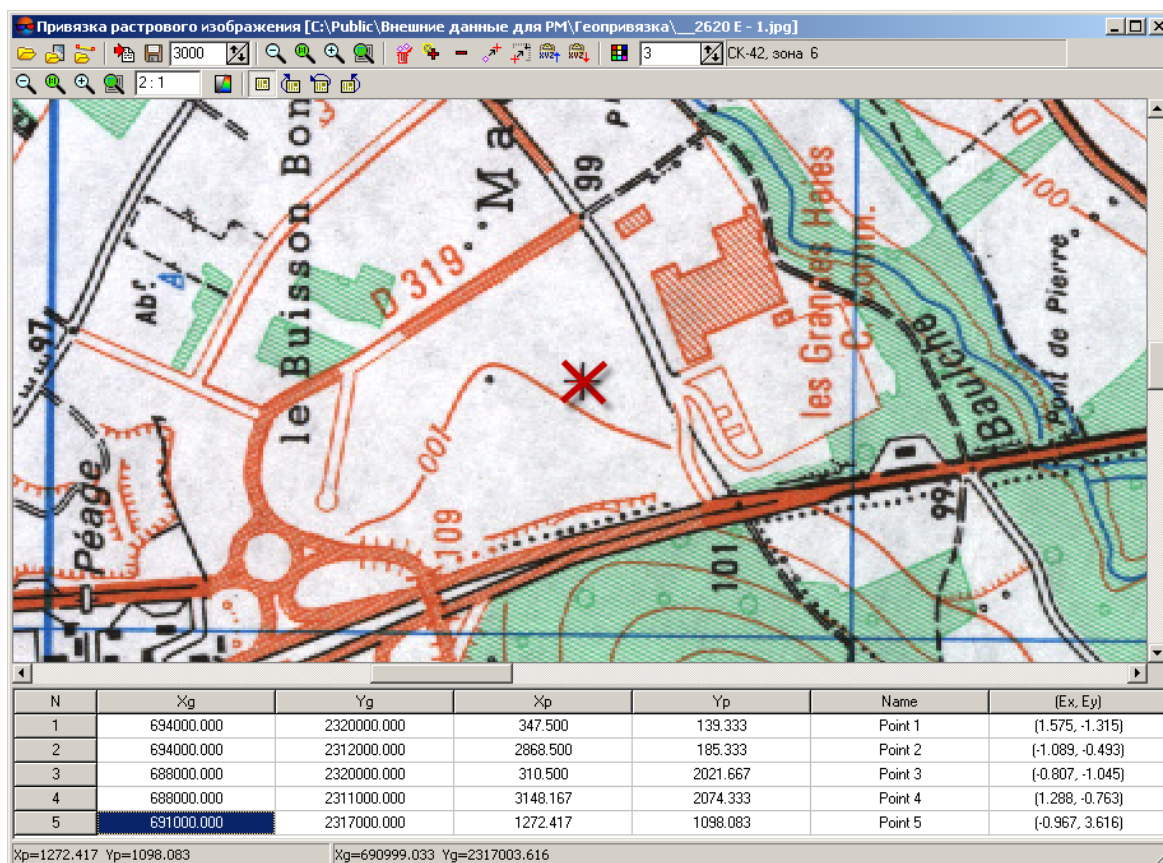 Привязка растрового изображения [C:\Public\Внешние данные для РМ\Геопривязка\__2620 E - 1.jpg]
3000 XYZ XYZ 3 СК-42, зона 6
2 : 1
le Buisson Bon
Ma
99
D
100
Abr.
D 319
les Granges Haies
C. Comm.
Baulche
Pont de Pierre
97
100
Péage
109
101
99
N Xg Yg Xp Yp Name (Ex, Ey)
1 694000.000 2320000.000 347.500 139.333 Point 1 (1.575, -1.315)
2 694000.000 2312000.000 2868.500 185.333 Point 2 (-1.089, -0.493)
3 688000.000 2320000.000 310.500 2021.667 Point 3 (-0.807, -1.045)
4 688000.000 2311000.000 3148.167 2074.333 Point 4 (1.288, -0.763)
5 691000.000 2317000.000 1272.417 1098.083 Point 5 (-0.967, 3.616)
Xp=1272.417 Yp=1098.083 Xg=690999.033 Yg=2317003.616